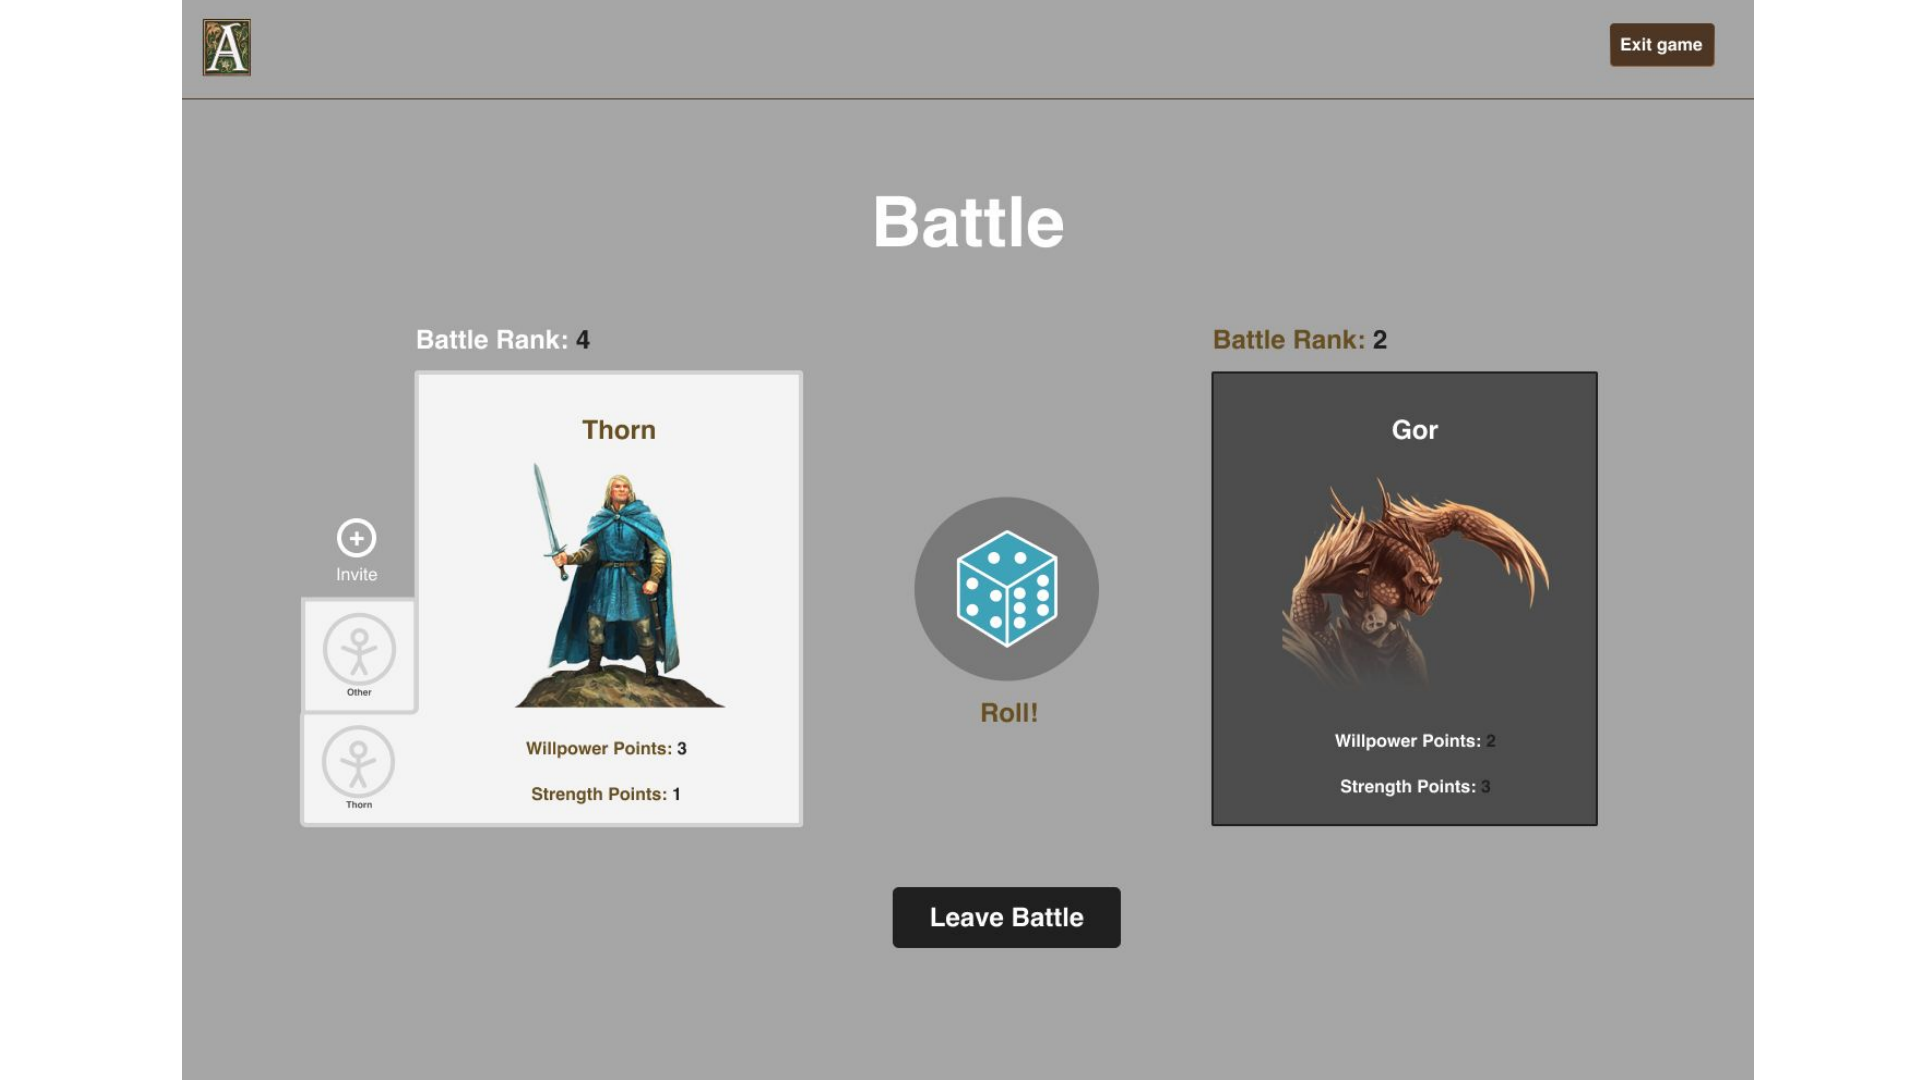 A
Exit game
Battle
Battle Rank: 4
Battle Rank: 2
Thorn
Gor
Invite
Other
Roll!
Thorn
Willpower Points: 3
Strength Points: 1
Willpower Points: 2
Strength Points: 3
Leave Battle